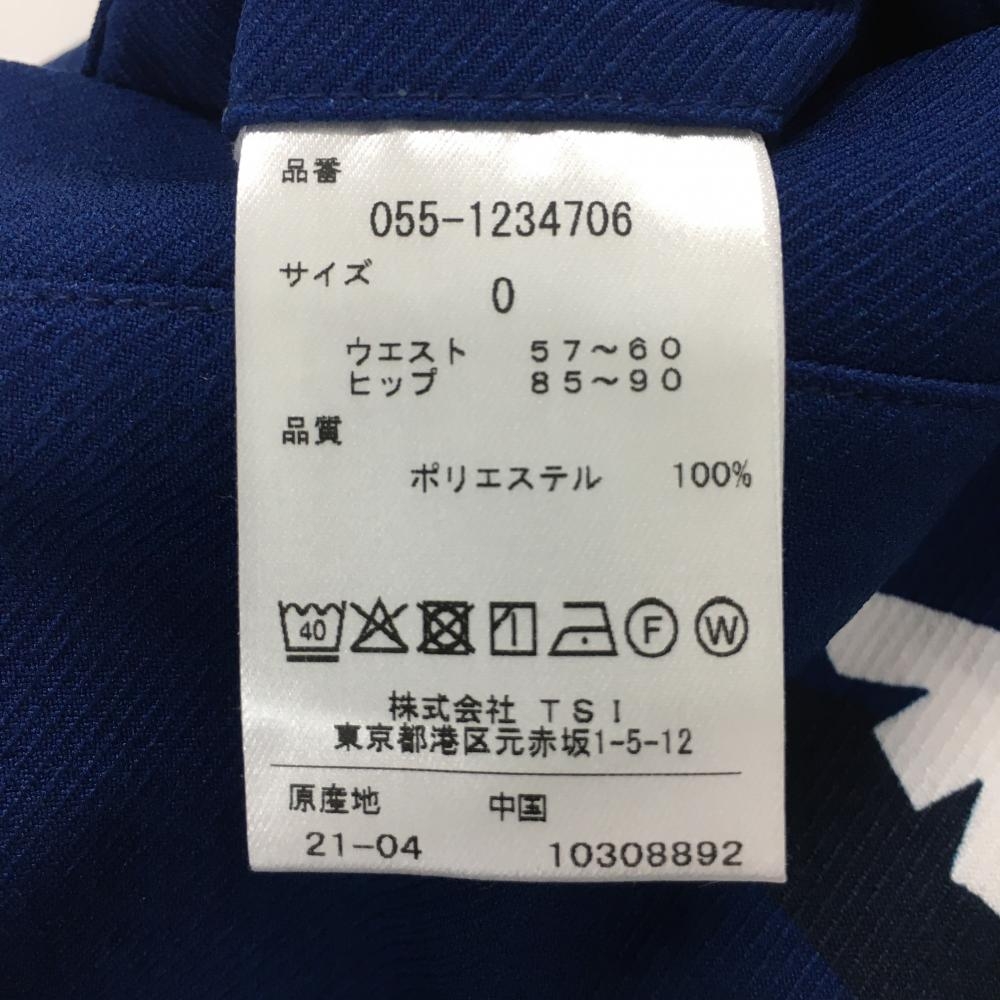 品番
055-1234706
サイズ
0
ウエスト 57～60
ヒップ 85～90
品質
ポリエステル 100%
40 F W
株式会社 TSI
東京都港区元赤坂1-5-12
原産地 中国
21-04 10308892